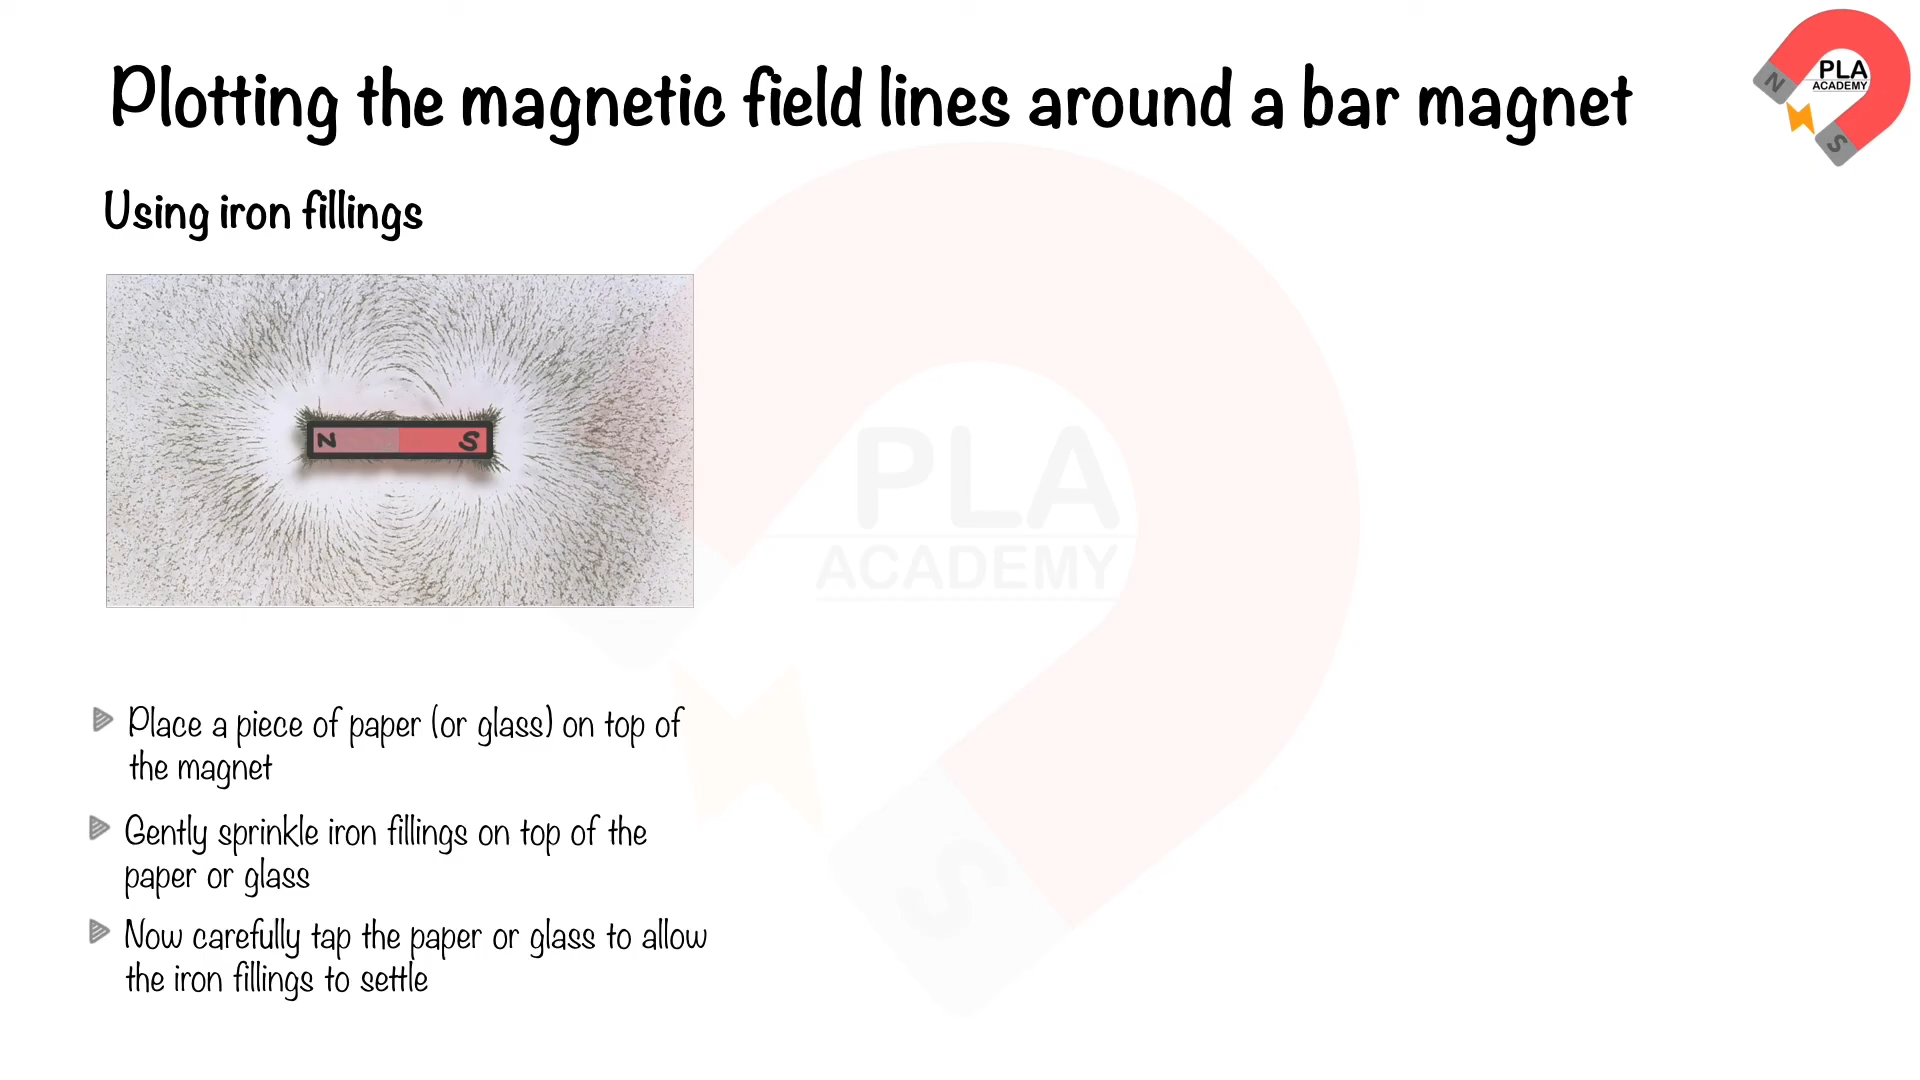 Plotting the magnetic field lines around a bar magnet
N
PLA
ACADEMY
S
Using iron fillings
N S
PLA
ACADEMY
Place a piece of paper (or glass) on top of
the magnet
Gently sprinkle iron fillings on top of the
paper or glass
S
Now carefully tap the paper or glass to allow
the iron fillings to settle